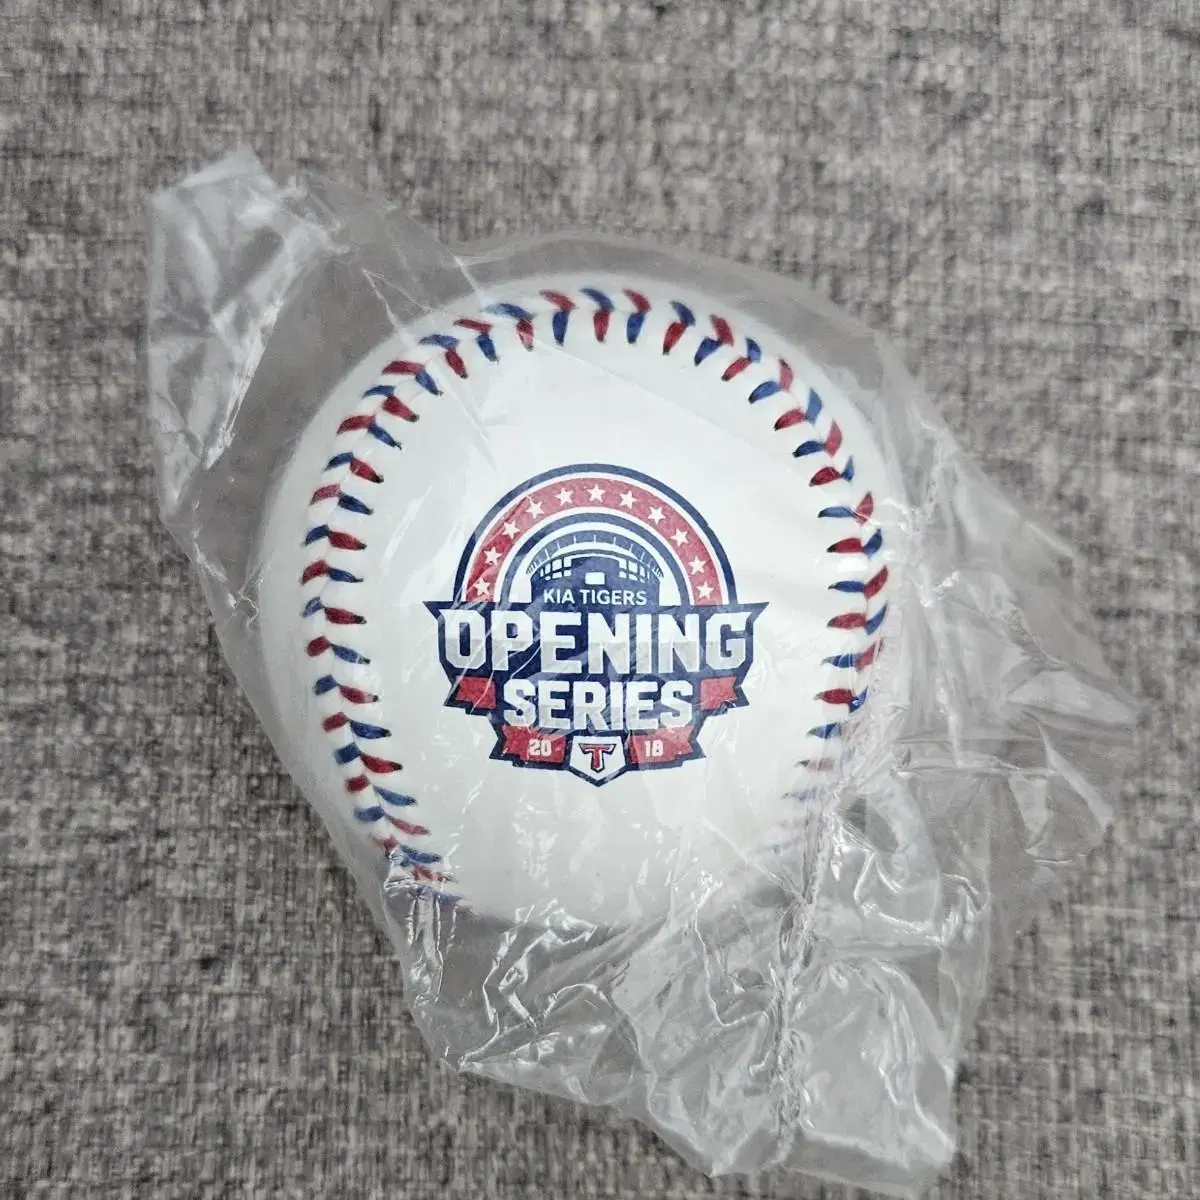 KIA TIGERS
OPENING
SERIES
20 T 18